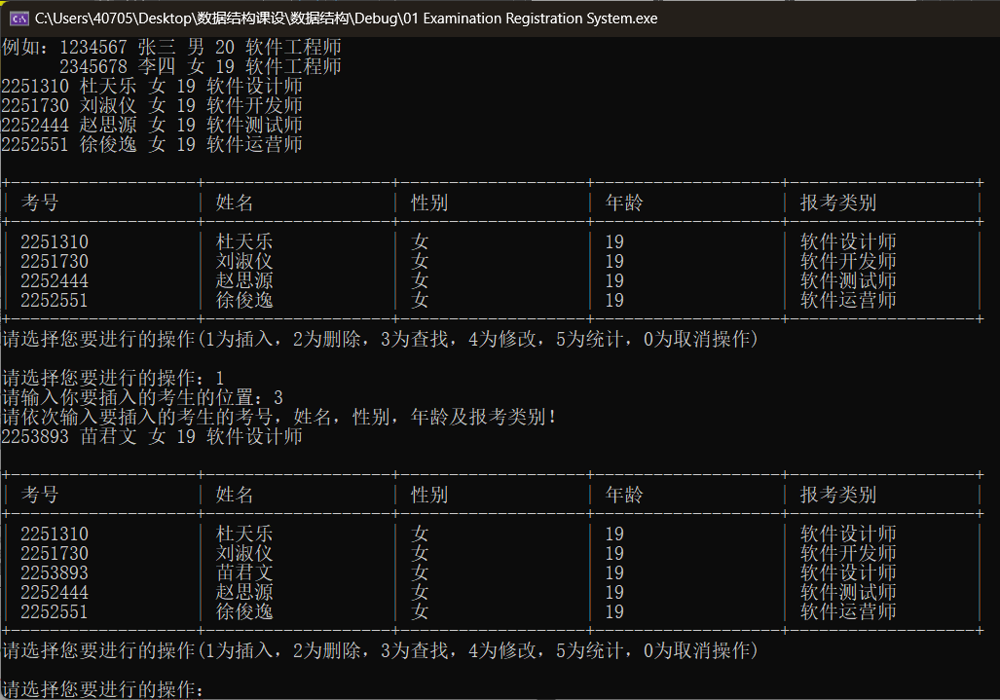 C:\Users\40705\Desktop\数据结构课设\数据结构\Debug\01 Examination Registration System.exe
例如：1234567 张三 男 20 软件工程师
2345678 李四 女 19 软件工程师
2251310 杜天乐 女 19 软件设计师
2251730 刘淑仪 女 19 软件开发师
2252444 赵思源 女 19 软件测试师
2252551 徐俊逸 女 19 软件运营师
考号 姓名 性别 年龄 报考类别
2251310 杜天乐 女 19 软件设计师
2251730 刘淑仪 女 19 软件开发师
2252444 赵思源 女 19 软件测试师
2252551 徐俊逸 女 19 软件运营师
请选择您要进行的操作(1为插入，2为删除，3为查找，4为修改，5为统计，0为取消操作)
请选择您要进行的操作：1
请输入你要插入的考生的位置：3
请依次输入要插入的考生的考号，姓名，性别，年龄及报考类别！
2253893 苗君文 女 19 软件设计师
考号 姓名 性别 年龄 报考类别
2251310 杜天乐 女 19 软件设计师
2251730 刘淑仪 女 19 软件开发师
2253893 苗君文 女 19 软件设计师
2252444 赵思源 女 19 软件测试师
2252551 徐俊逸 女 19 软件运营师
请选择您要进行的操作(1为插入，2为删除，3为查找，4为修改，5为统计，0为取消操作)
请选择您要进行的操作：